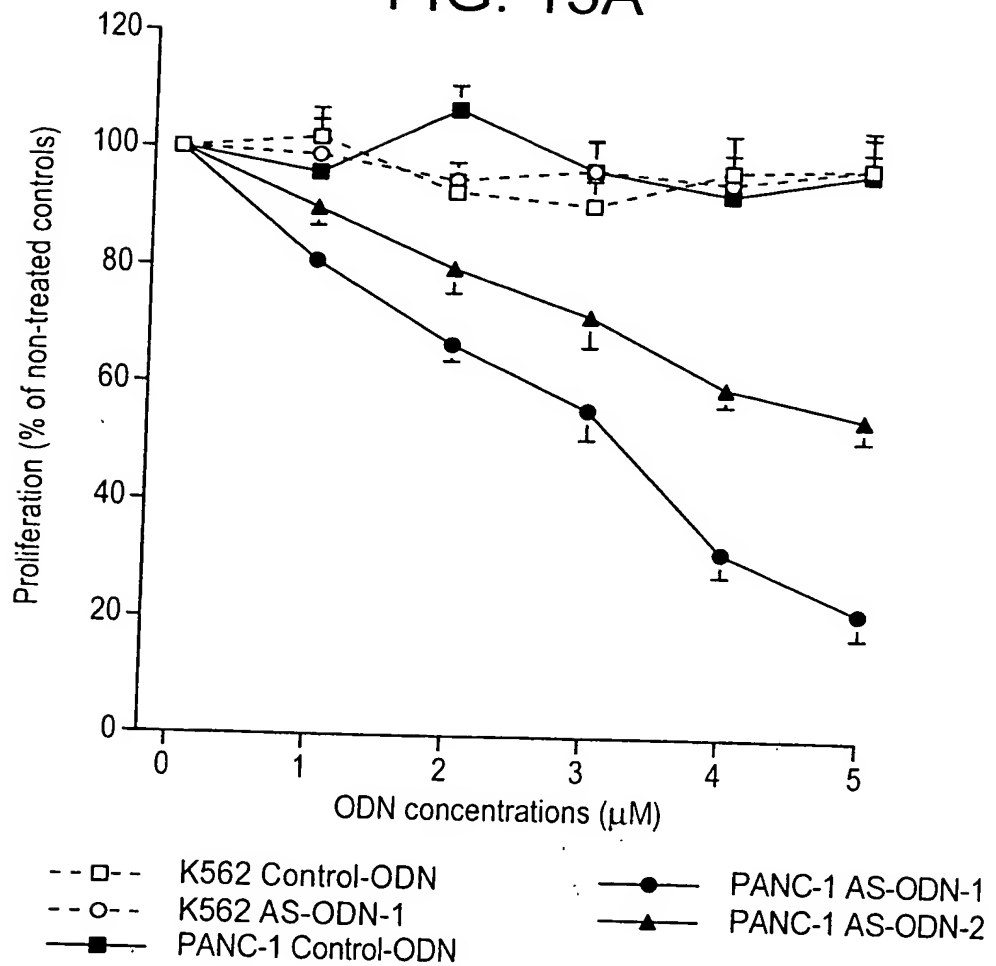 FIG. 13A
120
100
80
60
40
20
0
Proliferation (% of non-treated controls)
0 1 2 3 4 5
ODN concentrations (μM)
K562 Control-ODN
K562 AS-ODN-1
PANC-1 Control-ODN
PANC-1 AS-ODN-1
PANC-1 AS-ODN-2